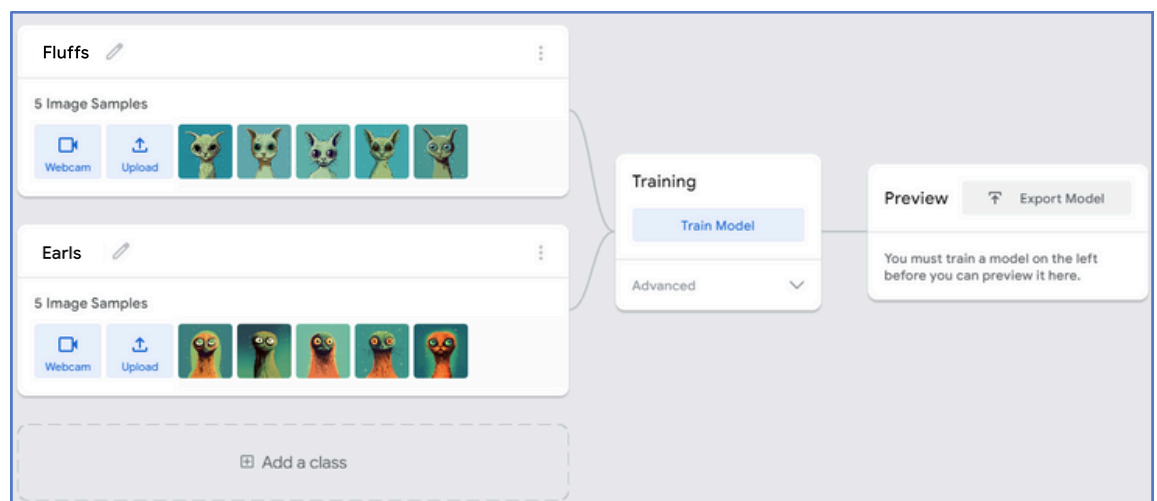 Fluffs
5 Image Samples
Webcam
Upload
Earls
5 Image Samples
Webcam
Upload
Add a class
Training
Train Model
Advanced
Preview
Export Model
You must train a model on the left
before you can preview it here.